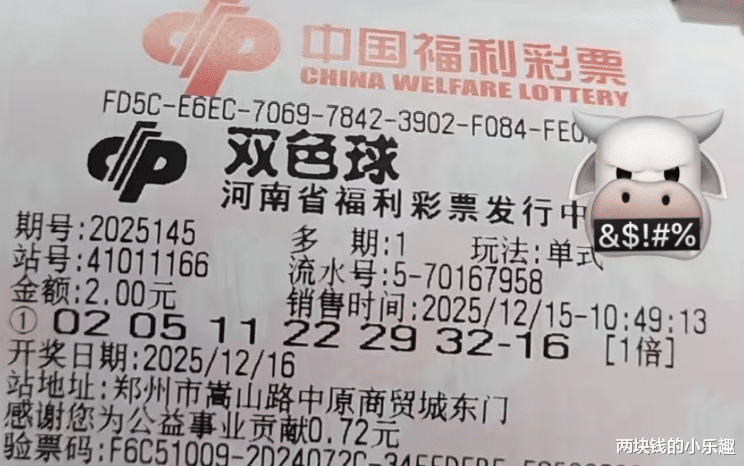 中国福利彩票
CHINA WELFARE LOTTERY
FD5C-E6EC-7069-7842-3902-F084-FE0
双色球
河南省福利彩票发行中
期号:2025145 多 期:1 玩法:单式
站号:41011166 流水号:5-70167958
金额:2.00元 销售时间:2025/12/15-10:49:13
① 02 05 11 22 29 32-16 [1倍]
开奖日期:2025/12/16
站地址:郑州市嵩山路中原商贸城东门
感谢您为公益事业贡献0.72元
验票码:F6C51009-2D24072C-34EEDEBE
&$!#%
两块钱的小乐趣